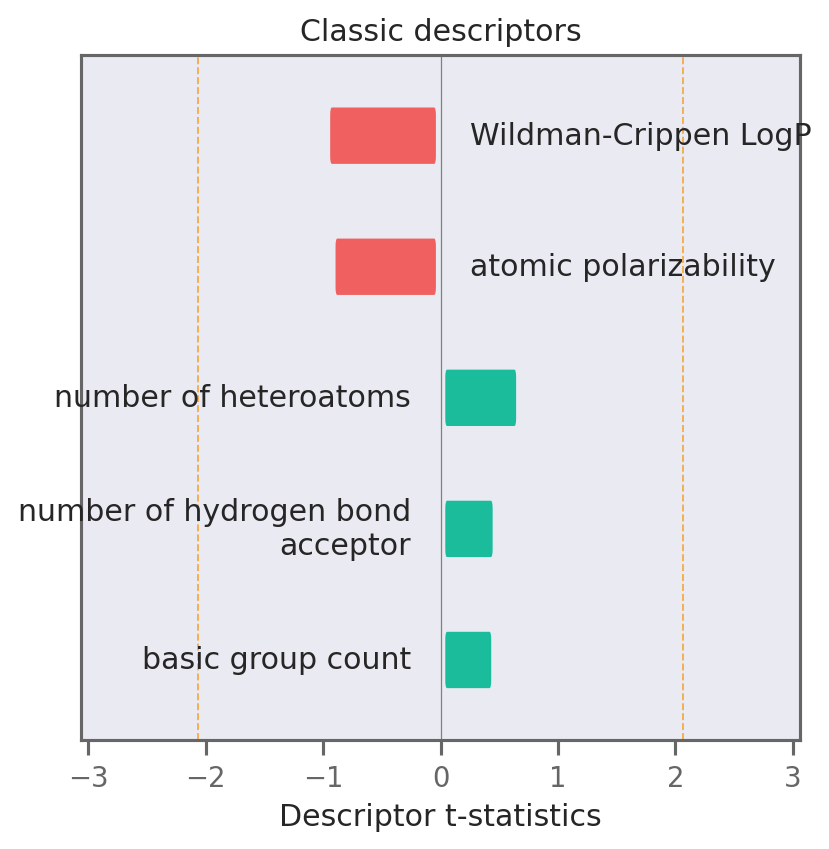 Classic descriptors
Wildman-Crippen LogP
atomic polarizability
number of heteroatoms
number of hydrogen bond
acceptor
basic group count
−3 −2 −1 0 1 2 3
Descriptor t-statistics